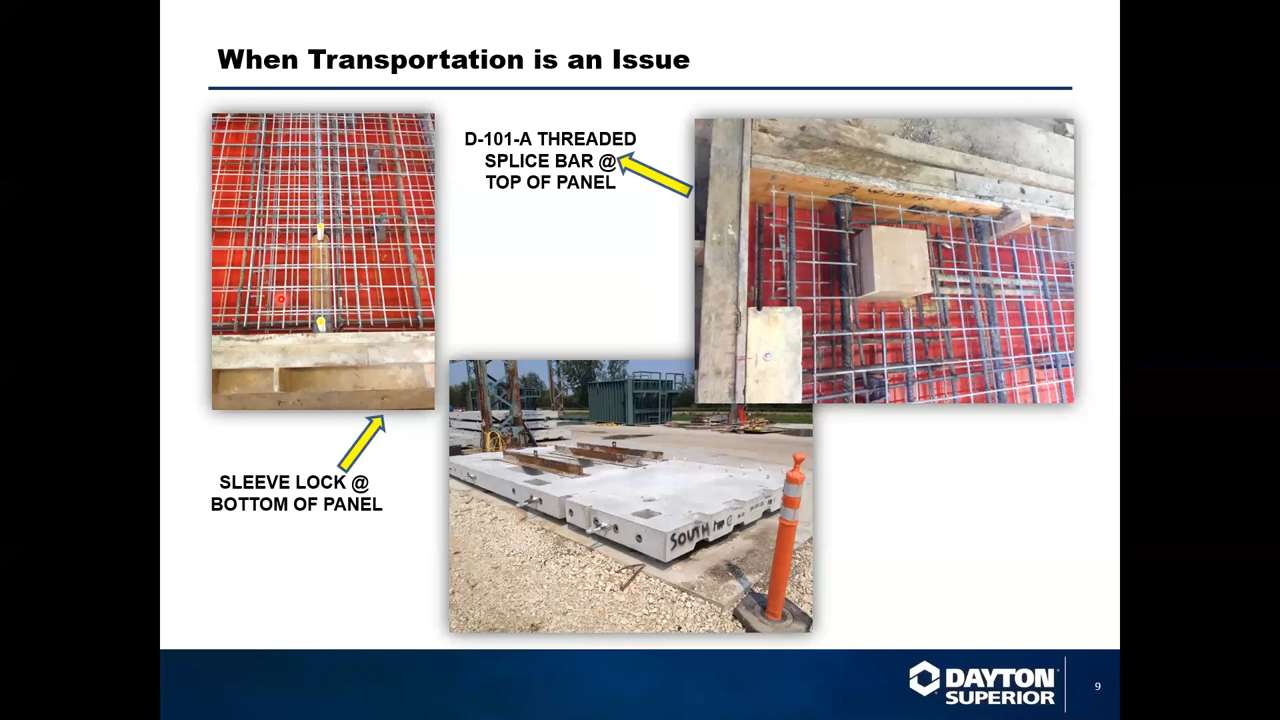 When Transportation is an Issue
D-101-A THREADED
SPLICE BAR @
TOP OF PANEL
SLEEVE LOCK @
BOTTOM OF PANEL
SOUTH
DAYTON
SUPERIOR
9